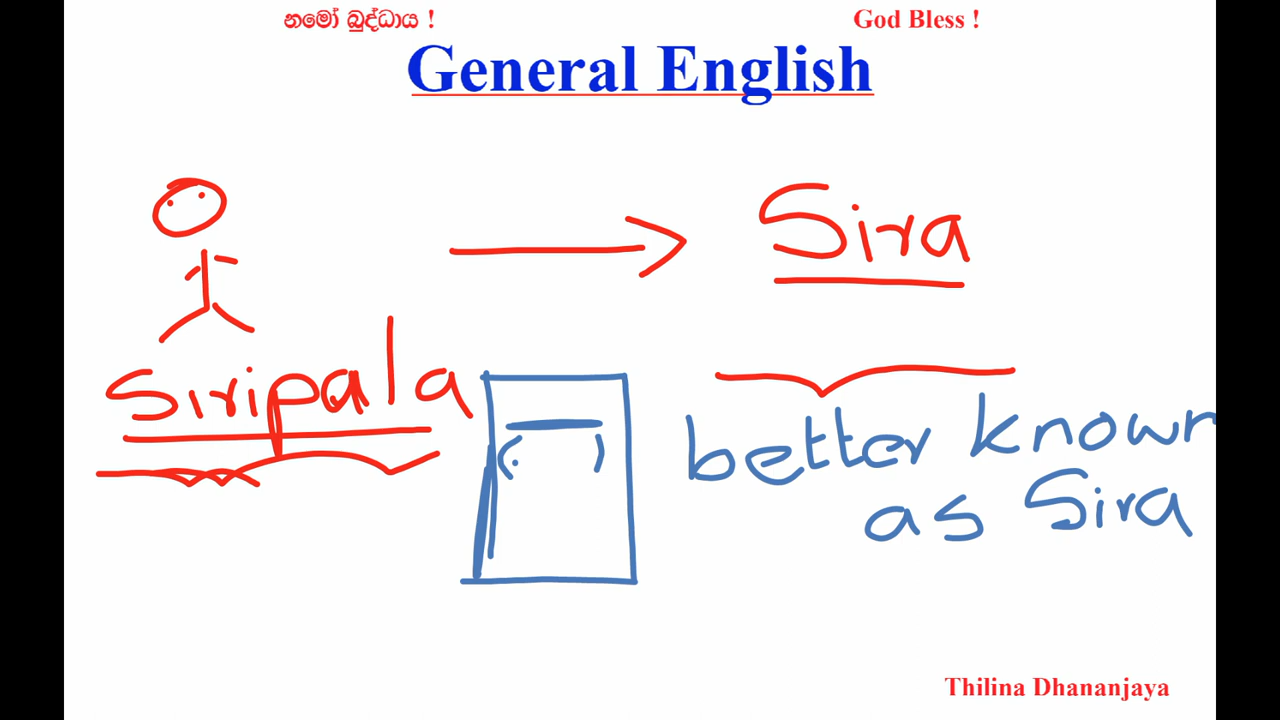 නමෝ බුද්ධාය !
God Bless !
General English
Sira
Siripala
better known
as Sira
Thilina Dhananjaya